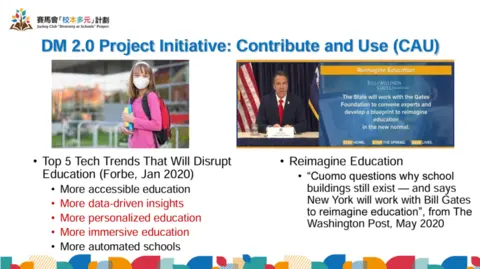 賽馬會「校本多元」計劃
Jockey Club "Diversity at Schools" Project
DM 2.0 Project Initiative: Contribute and Use (CAU)
Reimagine Education
The State will work with the Gates
Foundation to convene experts and
develop a blueprint to reimagine
education
in the new normal.
STAY HOME. STOP THE SPREAD. SAVE LIVES.
• Top 5 Tech Trends That Will Disrupt
Education (Forbe, Jan 2020)
• More accessible education
• More data-driven insights
• More personalized education
• More immersive education
• More automated schools
• Reimagine Education
• “Cuomo questions why school
buildings still exist — and says
New York will work with Bill Gates
to reimagine education”, from The
Washington Post, May 2020